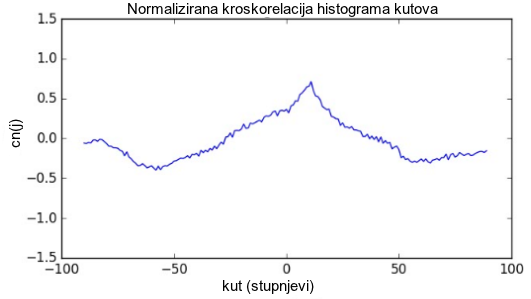 Normalizirana kroskorelacija histograma kutova
1.5
1.0
0.5
0.0
−0.5
−1.0
−1.5
cn(j)
−100 −50 0 50 100
kut (stupnjevi)